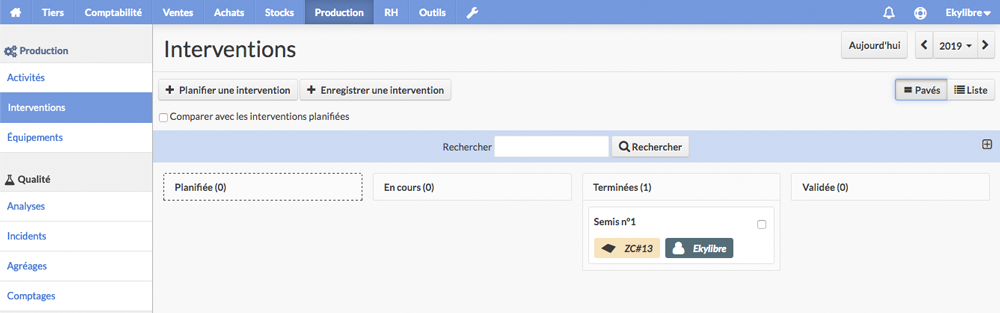 Tiers Comptabilité Ventes Achats Stocks Production RH Outils Ekylibre
Production
Activités
Interventions
Équipements
Qualité
Analyses
Incidents
Agréages
Comptages
Interventions
Aujourd'hui 2019
Planifier une intervention Enregistrer une intervention Pavés Liste
Comparer avec les interventions planifiées
Rechercher Rechercher
Planifiée (0) En cours (0) Terminées (1) Validée (0)
Semis n°1
ZC#13 Ekylibre